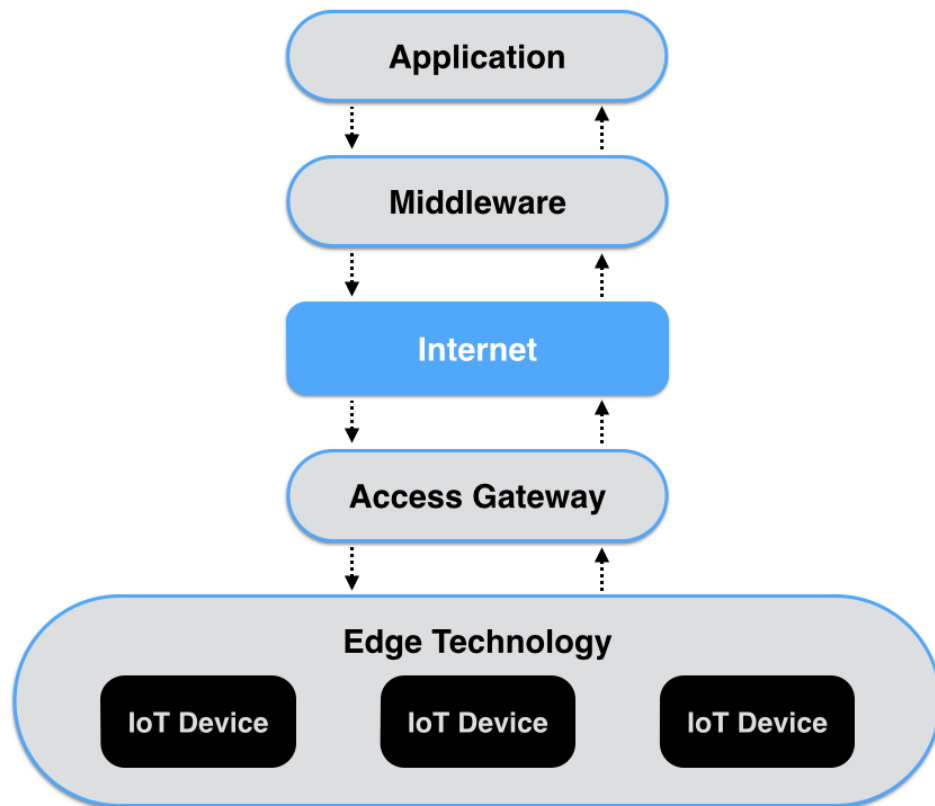 Application
Middleware
Internet
Access Gateway
Edge Technology
IoT Device
IoT Device
IoT Device